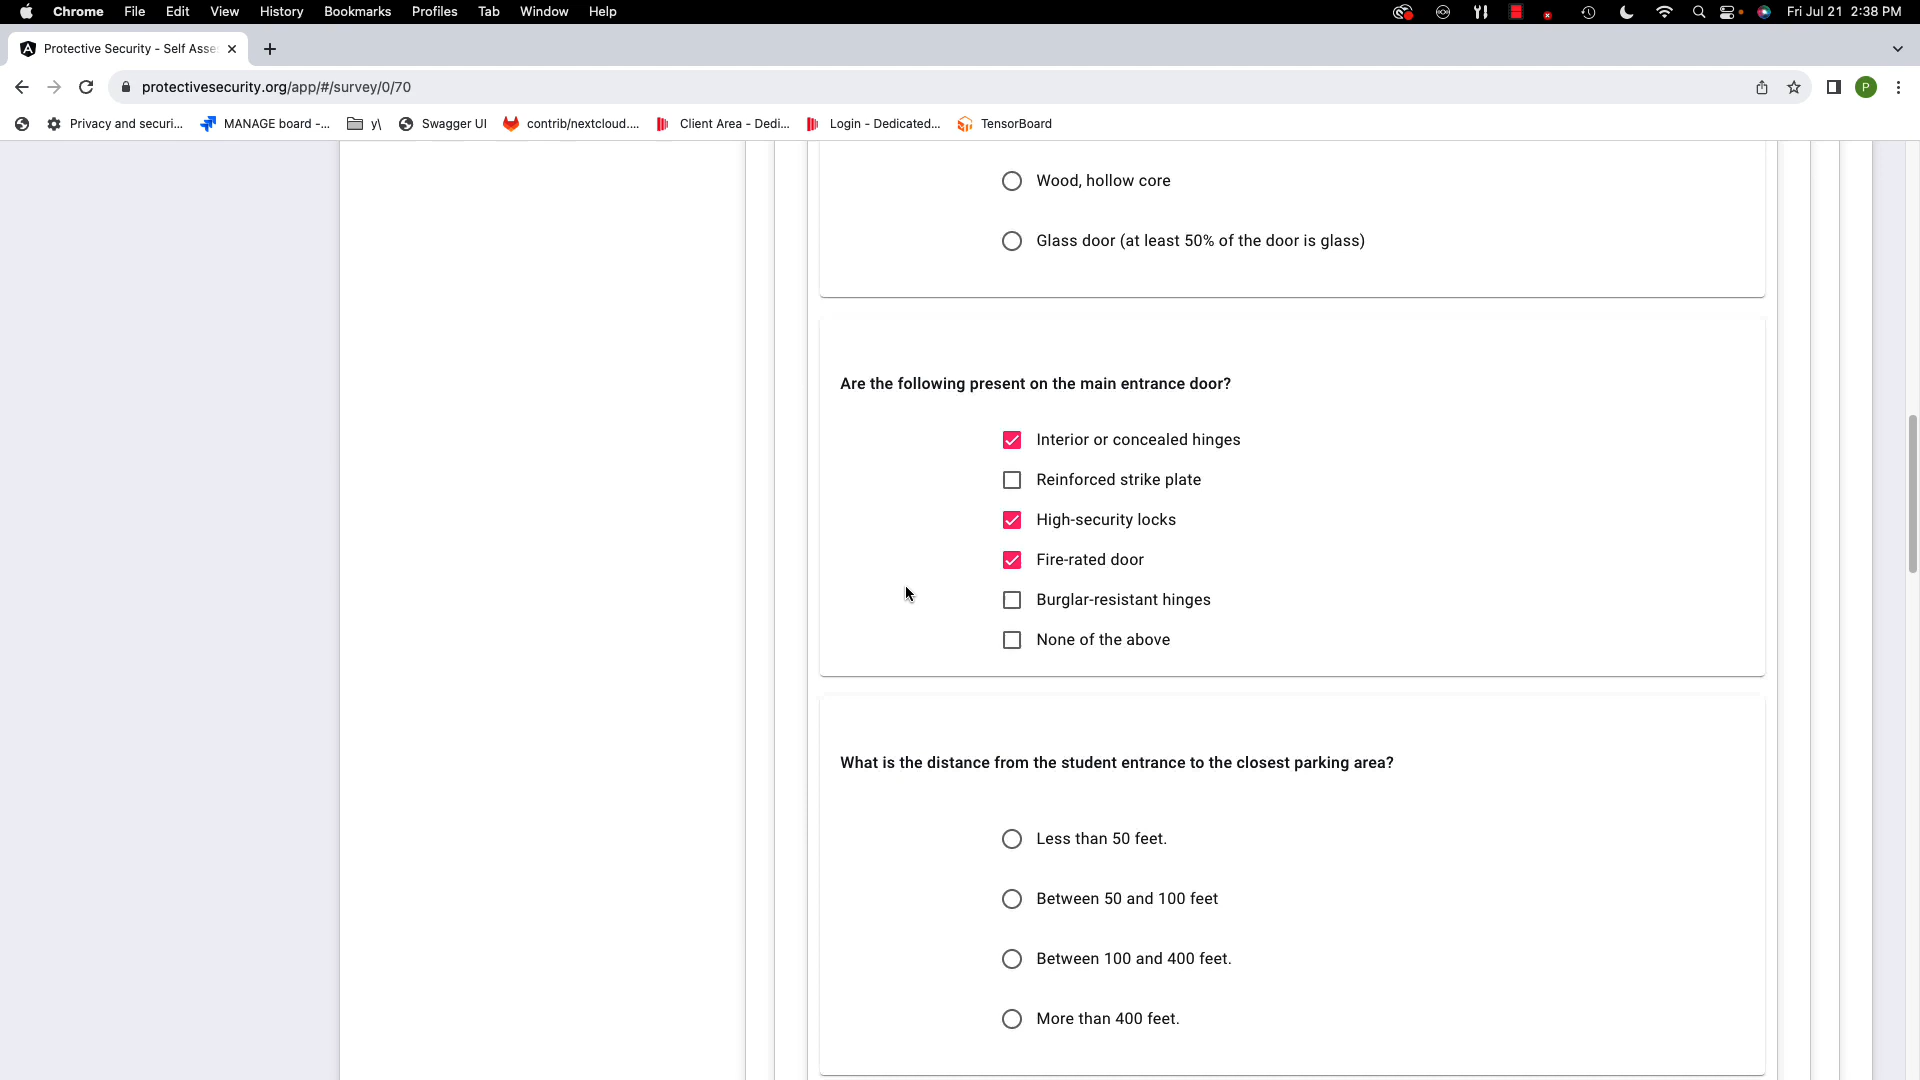 Chrome File Edit View History Bookmarks Profiles Tab Window Help Fri Jul 21 2:38 PM
Protective Security - Self Asse
protectivesecurity.org/app/#/survey/0/70 P
Privacy and securi... MANAGE board -... y\ Swagger UI contrib/nextcloud.... Client Area - Dedi... Login - Dedicated... TensorBoard
Wood, hollow core
Glass door (at least 50% of the door is glass)
Are the following present on the main entrance door?
Interior or concealed hinges
Reinforced strike plate
High-security locks
Fire-rated door
Burglar-resistant hinges
None of the above
What is the distance from the student entrance to the closest parking area?
Less than 50 feet.
Between 50 and 100 feet
Between 100 and 400 feet.
More than 400 feet.